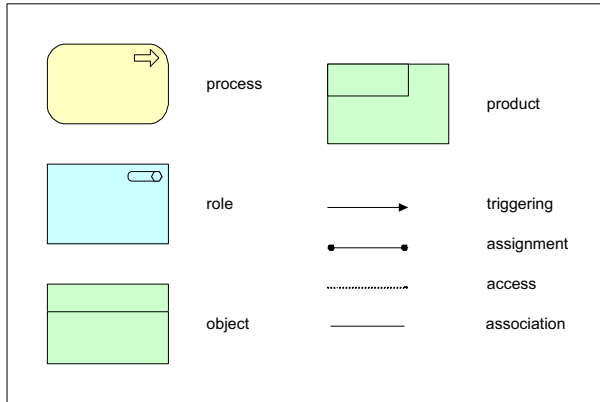 process
role
object
product
triggering
assignment
access
association